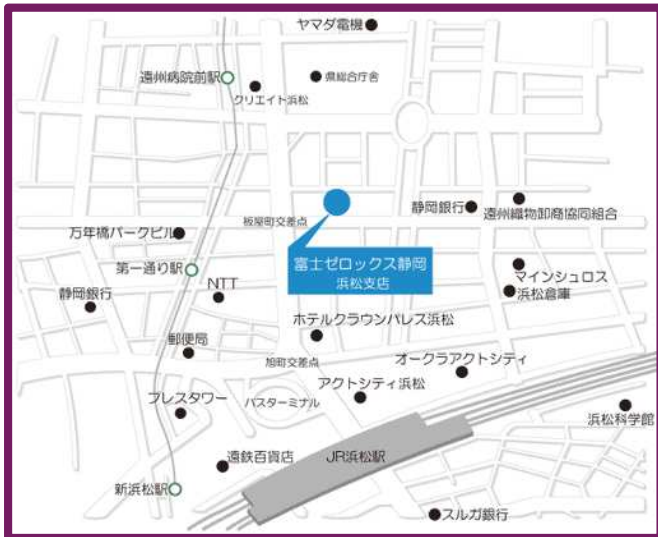 ヤマダ電機
遠州病院前駅
県総合庁舎
クリエイト浜松
静岡銀行
遠州織物卸商協同組合
板屋町交差点
万年橋パークビル
富士ゼロックス静岡
浜松支店
第一通り駅
マインシュロス
NTT
浜松倉庫
静岡銀行
ホテルクラウンパレス浜松
郵便局
旭町交差点
オークラアクトシティ
プレスタワー
バスターミナル
アクトシティ浜松
浜松科学館
遠鉄百貨店
JR浜松駅
新浜松駅
スルガ銀行